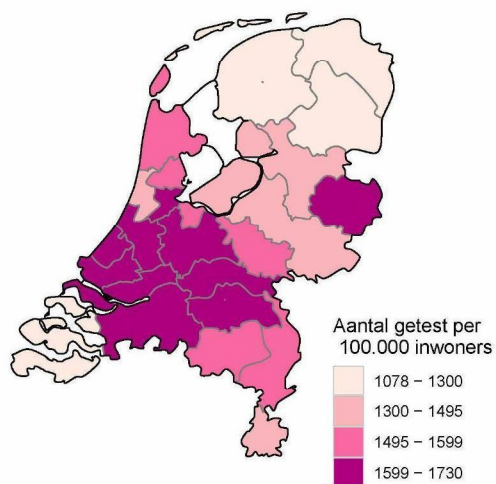 Aantal getest per
100.000 inwoners
1078 – 1300
1300 – 1495
1495 – 1599
1599 – 1730